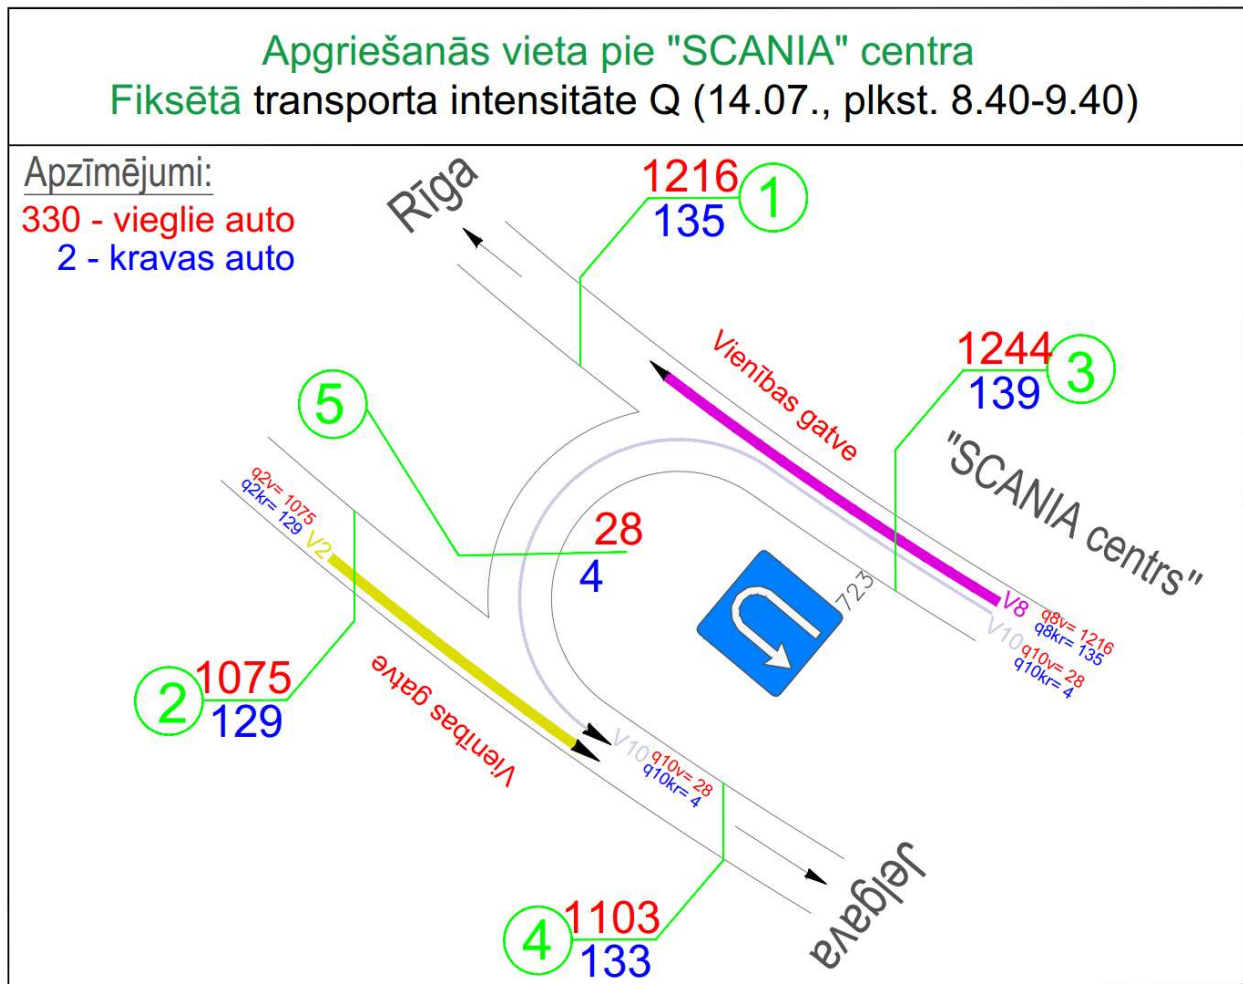 Apgriešanās vieta pie "SCANIA" centra
Fiksētā transporta intensitāte Q (14.07., plkst. 8.40-9.40)
Apzīmējumi:
330 - vieglie auto
2 - kravas auto
Rīga
1216
135
1
Vienības gatve
1244
139
3
"SCANIA centrs"
5
28
4
q2v= 1075
q2kr= 129
V2
723
V8
q8v= 1216
q8kr= 135
V10
q10v= 28
q10kr= 4
2
1075
129
Vienības gatve
V10
q10v= 28
q10kr= 4
4
1103
133
Jelgava